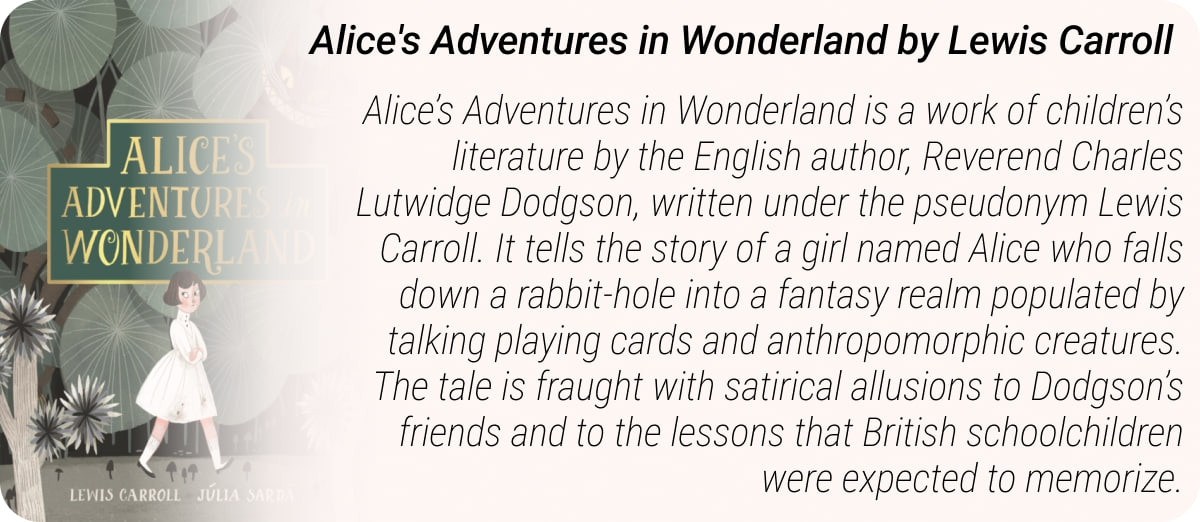 Alice's Adventures in Wonderland by Lewis Carroll
Alice’s Adventures in Wonderland is a work of children’s
literature by the English author, Reverend Charles
Lutwidge Dodgson, written under the pseudonym Lewis
Carroll. It tells the story of a girl named Alice who falls
down a rabbit-hole into a fantasy realm populated by
talking playing cards and anthropomorphic creatures.
The tale is fraught with satirical allusions to Dodgson’s
friends and to the lessons that British schoolchildren
were expected to memorize.
ALICE’S
ADVENTURES in
WONDERLAND
LEWIS CARROLL JÚLIA SARDÀ